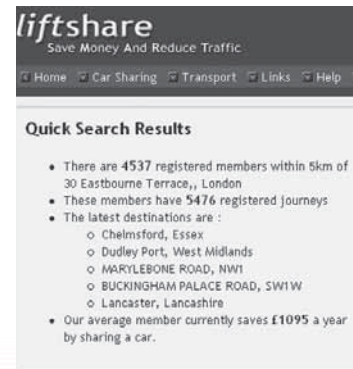 liftshare
Save Money And Reduce Traffic
Home Car Sharing Transport Links Help
Quick Search Results
There are 4537 registered members within 5km of
30 Eastbourne Terrace,, London
These members have 5476 registered journeys
The latest destinations are :
Chelmsford, Essex
Dudley Port, West Midlands
MARYLEBONE ROAD, NW1
BUCKINGHAM PALACE ROAD, SW1W
Lancaster, Lancashire
Our average member currently saves £1095 a year
by sharing a car.